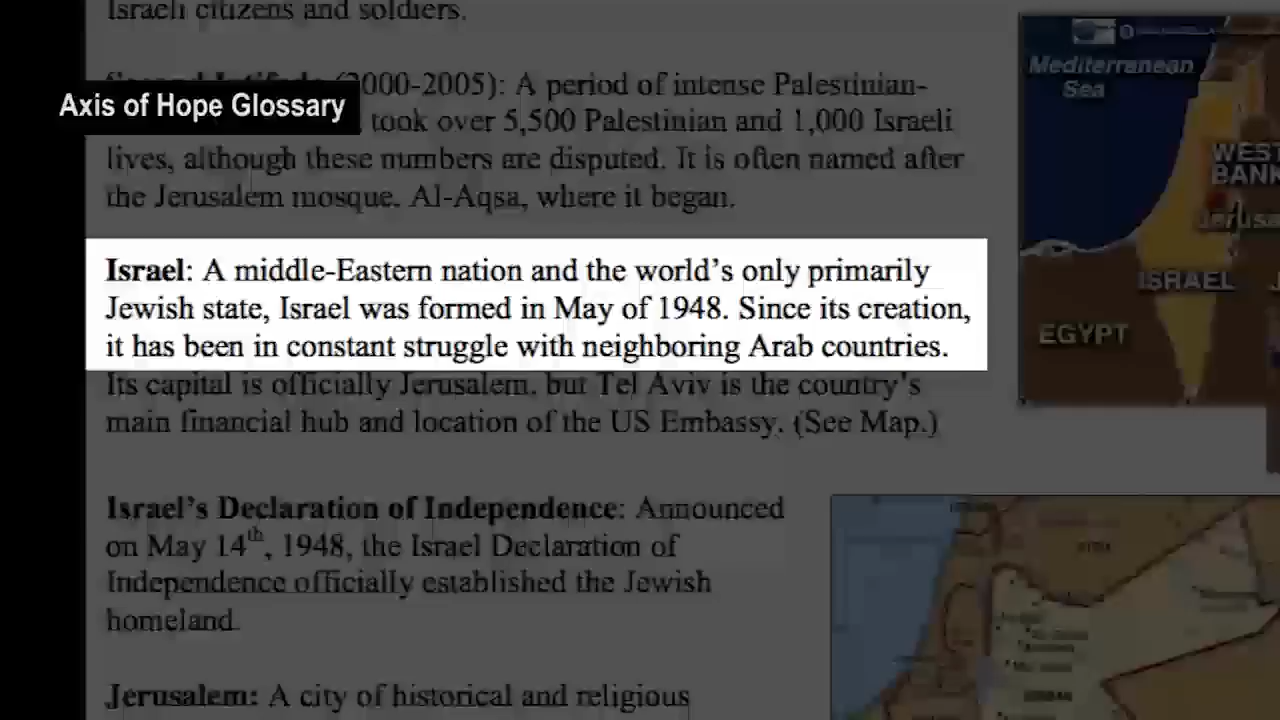 Israeli citizens and soldiers.
Axis of Hope Glossary
(2000-2005): A period of intense Palestinian-
took over 5,500 Palestinian and 1,000 Israeli
lives, although these numbers are disputed. It is often named after
the Jerusalem mosque, Al-Aqsa, where it began.
Israel: A middle-Eastern nation and the world's only primarily
Jewish state, Israel was formed in May of 1948. Since its creation,
it has been in constant struggle with neighboring Arab countries.
Its capital is officially Jerusalem, but Tel Aviv is the country's
main financial hub and location of the US Embassy. (See Map.)
Israel's Declaration of Independence: Announced
on May 14th, 1948, the Israel Declaration of
Independence officially established the Jewish
homeland.
Jerusalem: A city of historical and religious
Mediterranean
Sea
WEST
BANK
ISRAEL
EGYPT